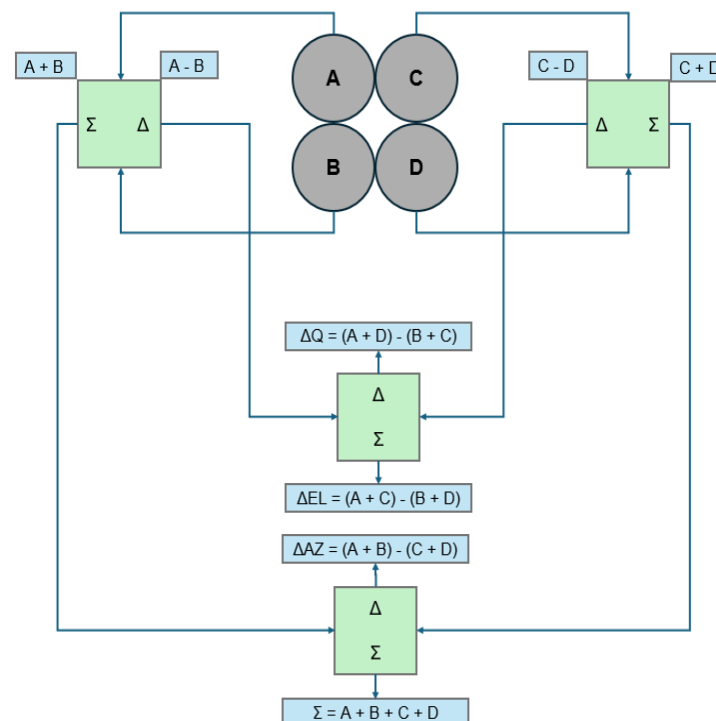 A + B
A - B
A
C
C - D
C + D
Σ Δ
Δ Σ
B
D
ΔQ = (A + D) - (B + C)
Δ
Σ
ΔEL = (A + C) - (B + D)
ΔAZ = (A + B) - (C + D)
Δ
Σ
Σ = A + B + C + D